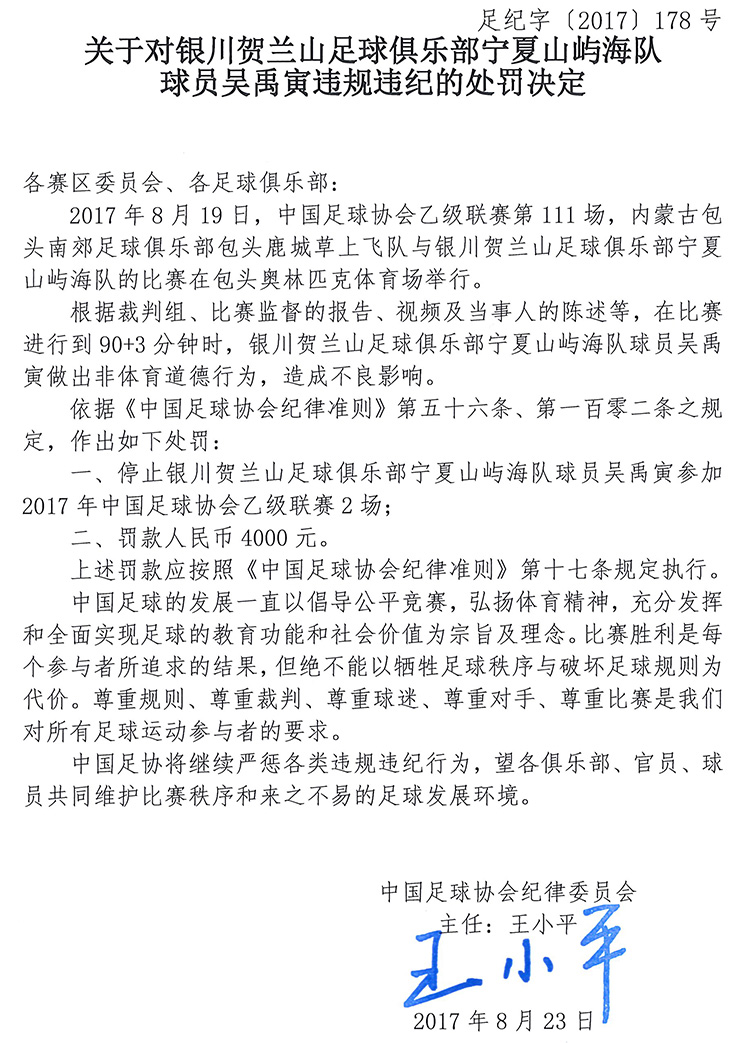 足纪字〔2017〕178 号
关于对银川贺兰山足球俱乐部宁夏山屿海队
球员吴禹寅违规违纪的处罚决定
各赛区委员会、各足球俱乐部：
2017 年 8 月 19 日，中国足球协会乙级联赛第 111 场，内蒙古包
头南郊足球俱乐部包头鹿城草上飞队与银川贺兰山足球俱乐部宁夏
山屿海队的比赛在包头奥林匹克体育场举行。
根据裁判组、比赛监督的报告、视频及当事人的陈述等，在比赛
进行到 90+3 分钟时，银川贺兰山足球俱乐部宁夏山屿海队球员吴禹
寅做出非体育道德行为，造成不良影响。
依据《中国足球协会纪律准则》第五十六条、第一百零二条之规
定，作出如下处罚：
一、停止银川贺兰山足球俱乐部宁夏山屿海队球员吴禹寅参加
2017 年中国足球协会乙级联赛 2 场；
二、罚款人民币 4000 元。
上述罚款应按照《中国足球协会纪律准则》第十七条规定执行。
中国足球的发展一直以倡导公平竞赛，弘扬体育精神，充分发挥
和全面实现足球的教育功能和社会价值为宗旨及理念。比赛胜利是每
个参与者所追求的结果，但绝不能以牺牲足球秩序与破坏足球规则为
代价。尊重规则、尊重裁判、尊重球迷、尊重对手、尊重比赛是我们
对所有足球运动参与者的要求。
中国足协将继续严惩各类违规违纪行为，望各俱乐部、官员、球
员共同维护比赛秩序和来之不易的足球发展环境。
中国足球协会纪律委员会
主任：王小平
王小平
2017 年 8 月 23 日